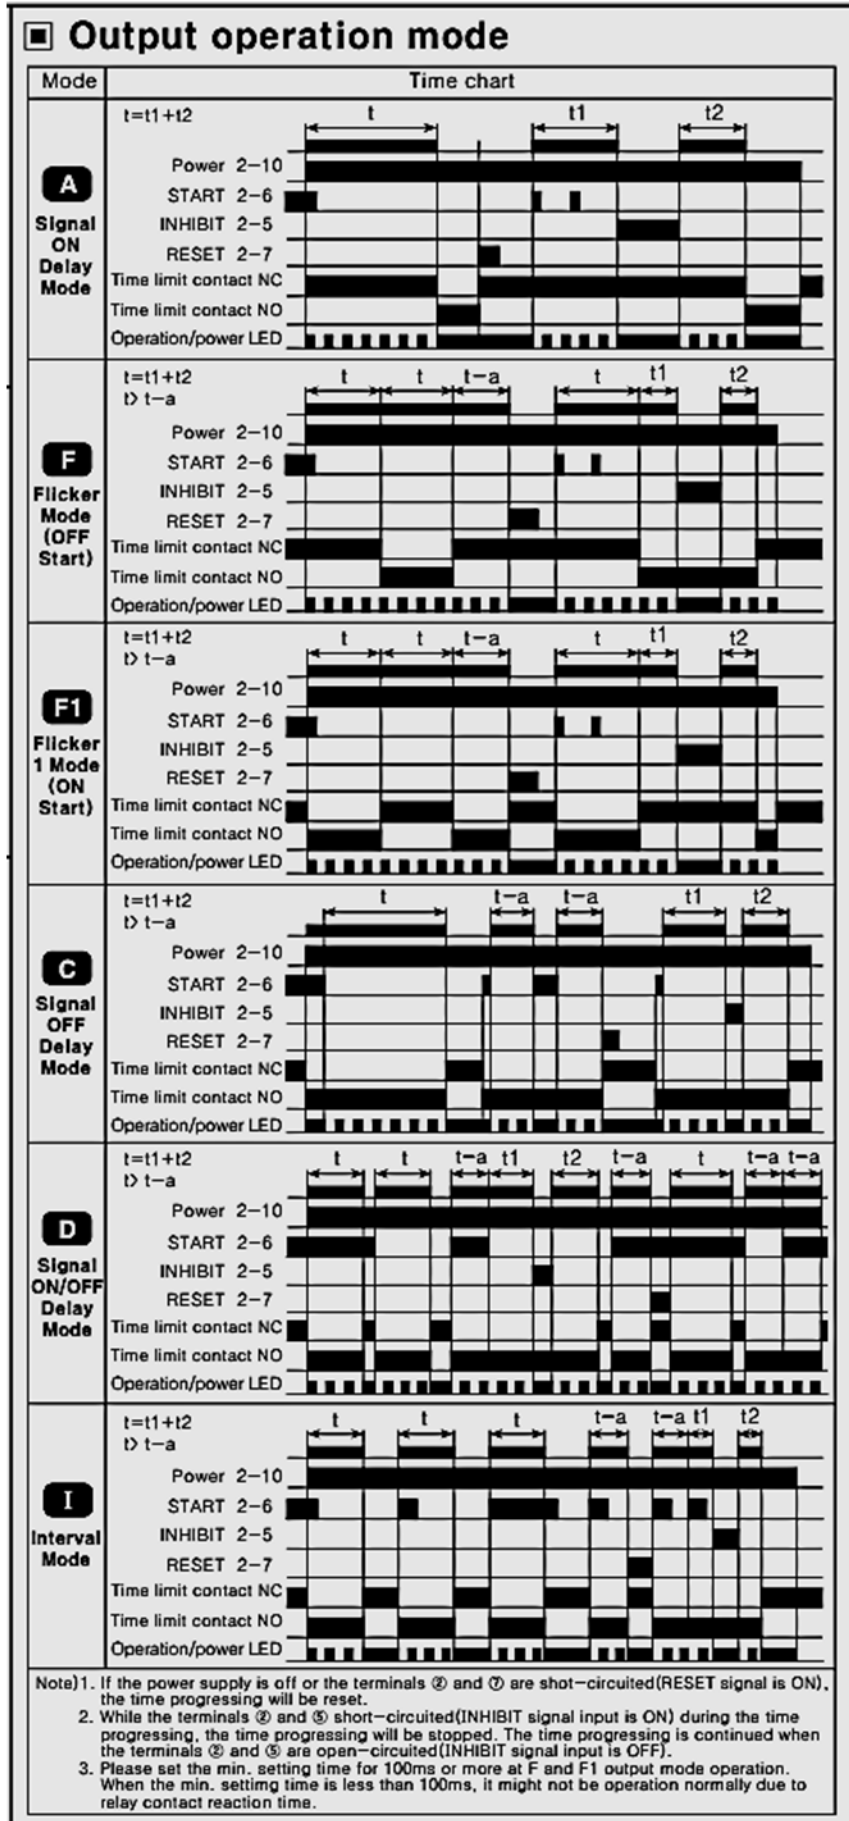 Output operation mode
Mode Time chart
A
Signal
ON
Delay
Mode
t=t1+t2 t t1 t2
Power 2-10
START 2-6
INHIBIT 2-5
RESET 2-7
Time limit contact NC
Time limit contact NO
Operation/power LED
F
Flicker
Mode
(OFF
Start)
t=t1+t2 t t t-a t t1 t2
t> t-a
Power 2-10
START 2-6
INHIBIT 2-5
RESET 2-7
Time limit contact NC
Time limit contact NO
Operation/power LED
F1
Flicker
1 Mode
(ON
Start)
t=t1+t2 t t t-a t t1 t2
t> t-a
Power 2-10
START 2-6
INHIBIT 2-5
RESET 2-7
Time limit contact NC
Time limit contact NO
Operation/power LED
C
Signal
OFF
Delay
Mode
t=t1+t2 t t-a t-a t1 t2
t> t-a
Power 2-10
START 2-6
INHIBIT 2-5
RESET 2-7
Time limit contact NC
Time limit contact NO
Operation/power LED
D
Signal
ON/OFF
Delay
Mode
t=t1+t2 t t t-a t1 t2 t-a t t-a t-a
t> t-a
Power 2-10
START 2-6
INHIBIT 2-5
RESET 2-7
Time limit contact NC
Time limit contact NO
Operation/power LED
I
Interval
Mode
t=t1+t2 t t t t-a t-a t1 t2
t> t-a
Power 2-10
START 2-6
INHIBIT 2-5
RESET 2-7
Time limit contact NC
Time limit contact NO
Operation/power LED
Note)1. If the power supply is off or the terminals ② and ⑦ are shot-circuited(RESET signal is ON),
the time progressing will be reset.
2. While the terminals ② and ⑤ short-circuited(INHIBIT signal input is ON) during the time
progressing, the time progressing will be stopped. The time progressing is continued when
the terminals ② and ⑤ are open-circuited(INHIBIT signal input is OFF).
3. Please set the min. setting time for 100ms or more at F and F1 output mode operation.
When the min. settimg time is less than 100ms, it might not be operation normally due to
relay contact reaction time.